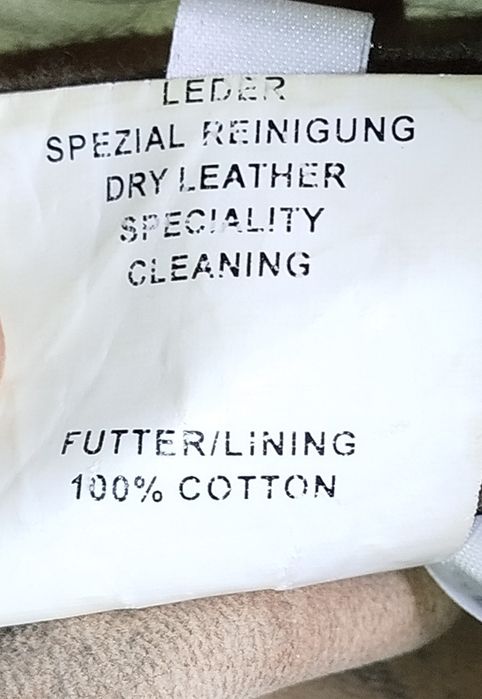 LEDER
SPEZIAL REINIGUNG
DRY LEATHER
SPECIALITY
CLEANING
FUTTER/LINING
100% COTTON